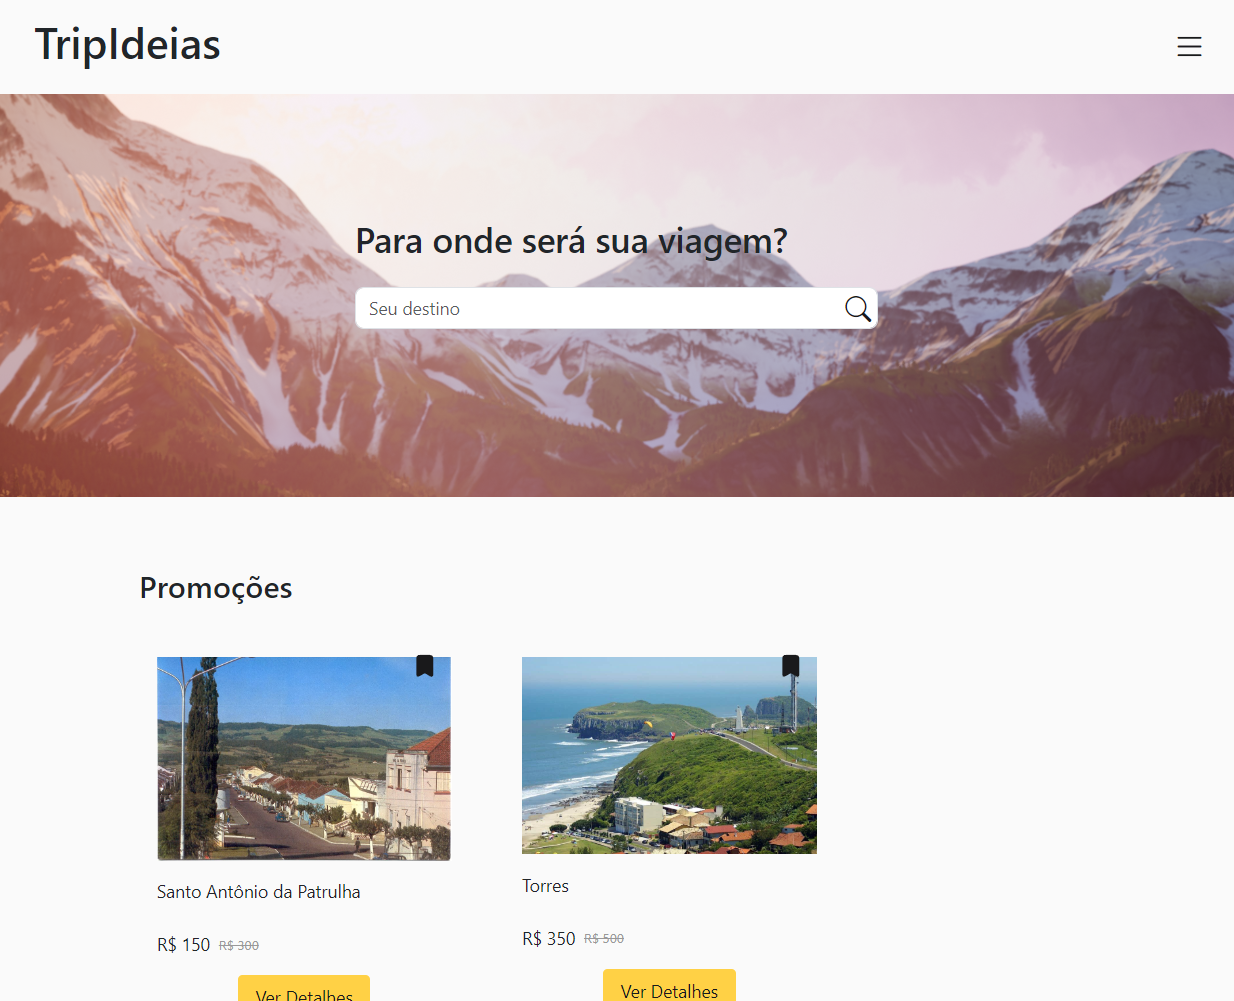 TripIdeias
Para onde será sua viagem?
Seu destino
Promoções
Santo Antônio da Patrulha
R$ 150 R$ 300
Ver Detalhes
Torres
R$ 350 R$ 500
Ver Detalhes